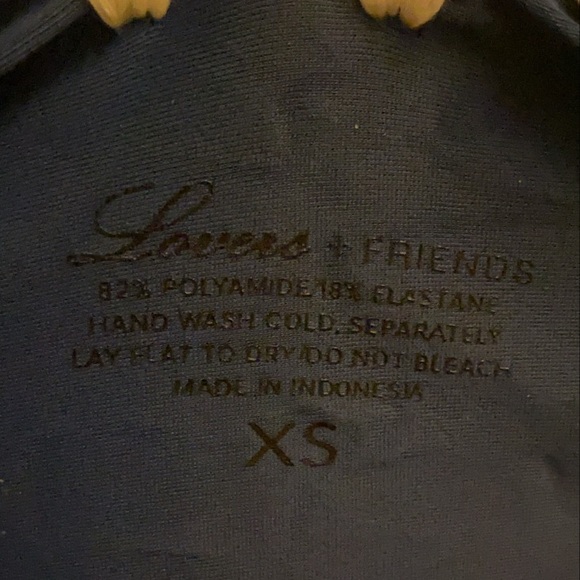 Lovers + FRIENDS
82% POLYAMIDE/18% ELASTANE
HAND WASH COLD, SEPARATELY
LAY FLAT TO DRY/DO NOT BLEACH
MADE IN INDONESIA
XS